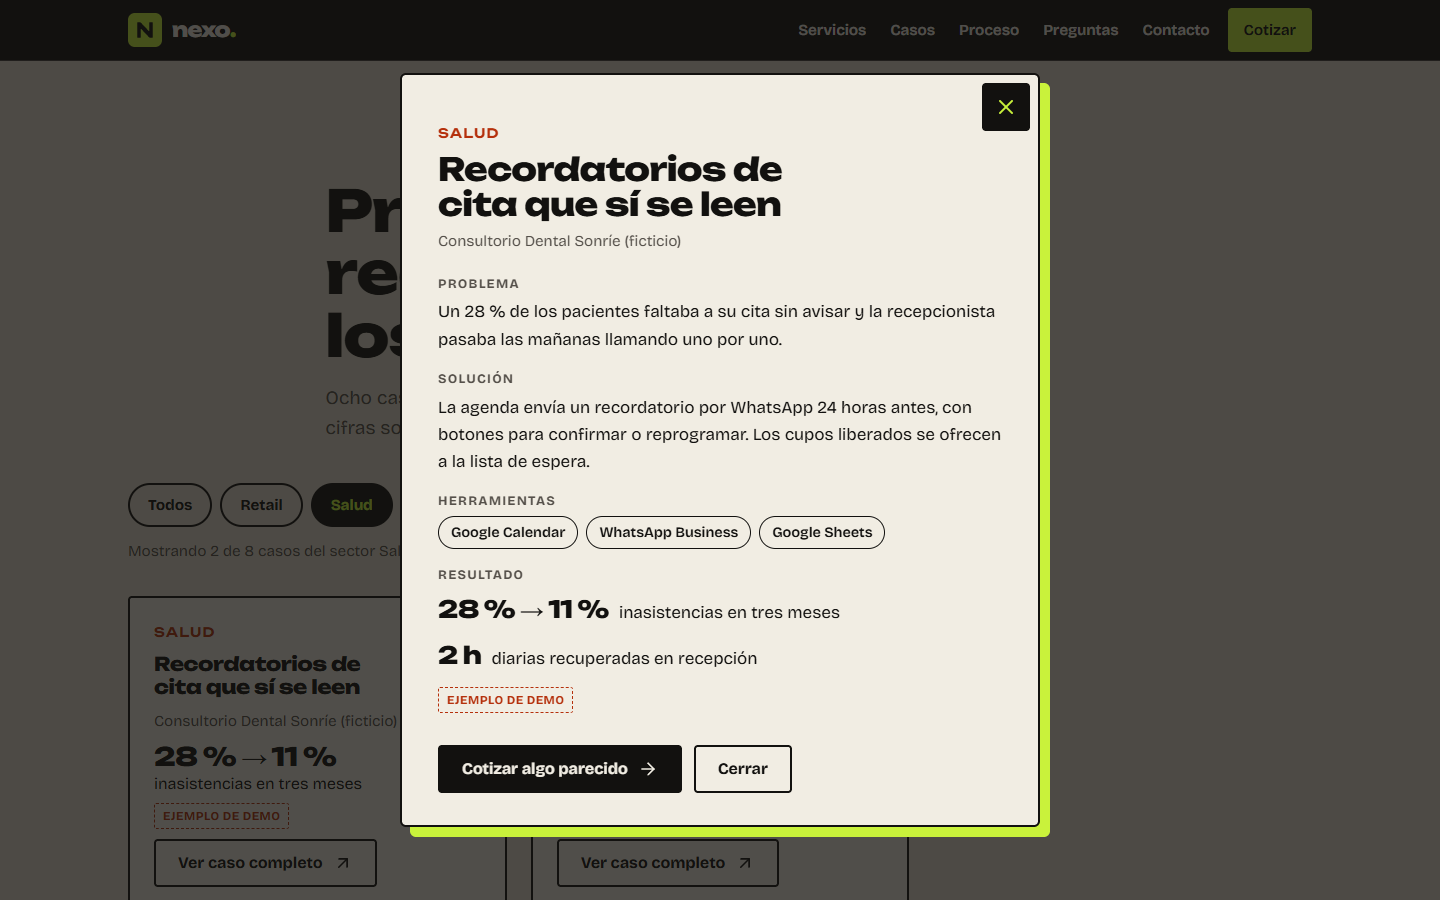 N nexo.
Servicios Casos Proceso Preguntas Contacto Cotizar
SALUD
Recordatorios de
cita que sí se leen
Consultorio Dental Sonríe (ficticio)
PROBLEMA
Un 28 % de los pacientes faltaba a su cita sin avisar y la recepcionista
pasaba las mañanas llamando uno por uno.
SOLUCIÓN
La agenda envía un recordatorio por WhatsApp 24 horas antes, con
botones para confirmar o reprogramar. Los cupos liberados se ofrecen
a la lista de espera.
HERRAMIENTAS
Google Calendar WhatsApp Business Google Sheets
RESULTADO
28 % → 11 % inasistencias en tres meses
2 h diarias recuperadas en recepción
EJEMPLO DE DEMO
Cotizar algo parecido →
Cerrar
Ocho
cifras
Todos Retail Salud
Mostrando 2 de 8 casos del sector
SALUD
Recordatorios de
cita que sí se leen
Consultorio Dental Sonríe (ficticio)
28 % → 11 %
inasistencias en tres meses
EJEMPLO DE DEMO
Ver caso completo
Ver caso completo